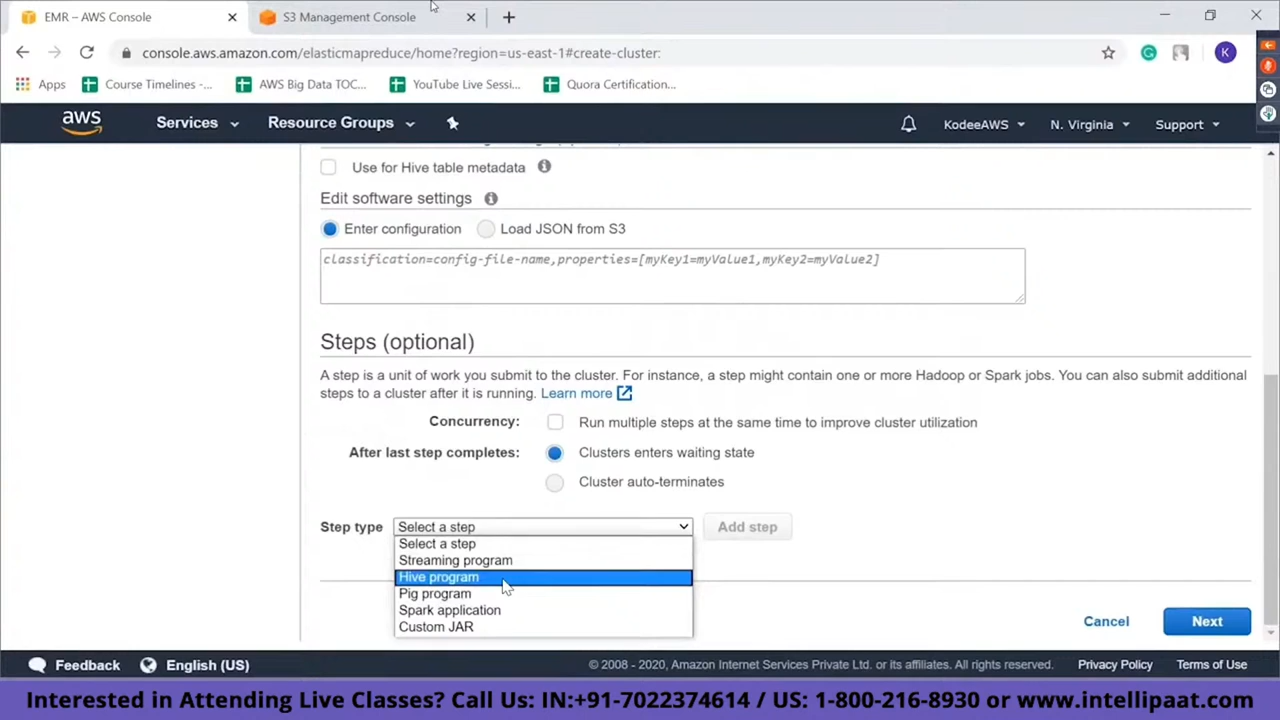 EMR – AWS Console
S3 Management Console
console.aws.amazon.com/elasticmapreduce/home?region=us-east-1#create-cluster:
K
Apps
Course Timelines -...
AWS Big Data TOC...
YouTube Live Sessi...
Quora Certification...
aws
Services
Resource Groups
KodeeAWS
N. Virginia
Support
Use for Hive table metadata
Edit software settings
Enter configuration
Load JSON from S3
classification=config-file-name,properties=[myKey1=myValue1,myKey2=myValue2]
Steps (optional)
A step is a unit of work you submit to the cluster. For instance, a step might contain one or more Hadoop or Spark jobs. You can also submit additional
steps to a cluster after it is running. Learn more
Concurrency:
Run multiple steps at the same time to improve cluster utilization
After last step completes:
Clusters enters waiting state
Cluster auto-terminates
Step type
Select a step
Add step
Select a step
Streaming program
Hive program
Pig program
Spark application
Custom JAR
Cancel
Next
Feedback
English (US)
© 2008 - 2020, Amazon Internet Services Private Ltd. or its affiliates. All rights reserved.
Privacy Policy
Terms of Use
Interested in Attending Live Classes? Call Us: IN:+91-7022374614 / US: 1-800-216-8930 or www.intellipaat.com